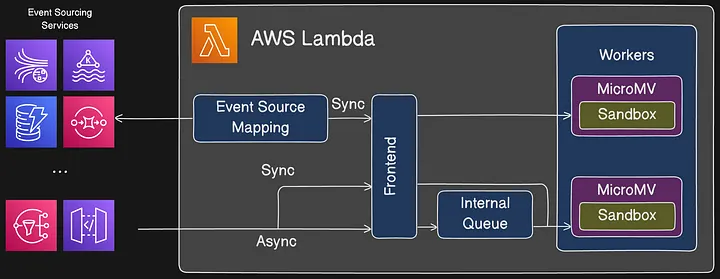 Event Sourcing
Services
K
...
AWS Lambda
Event Source
Mapping
Sync
Sync
Async
Frontend
Internal
Queue
Workers
MicroMV
Sandbox
MicroMV
Sandbox